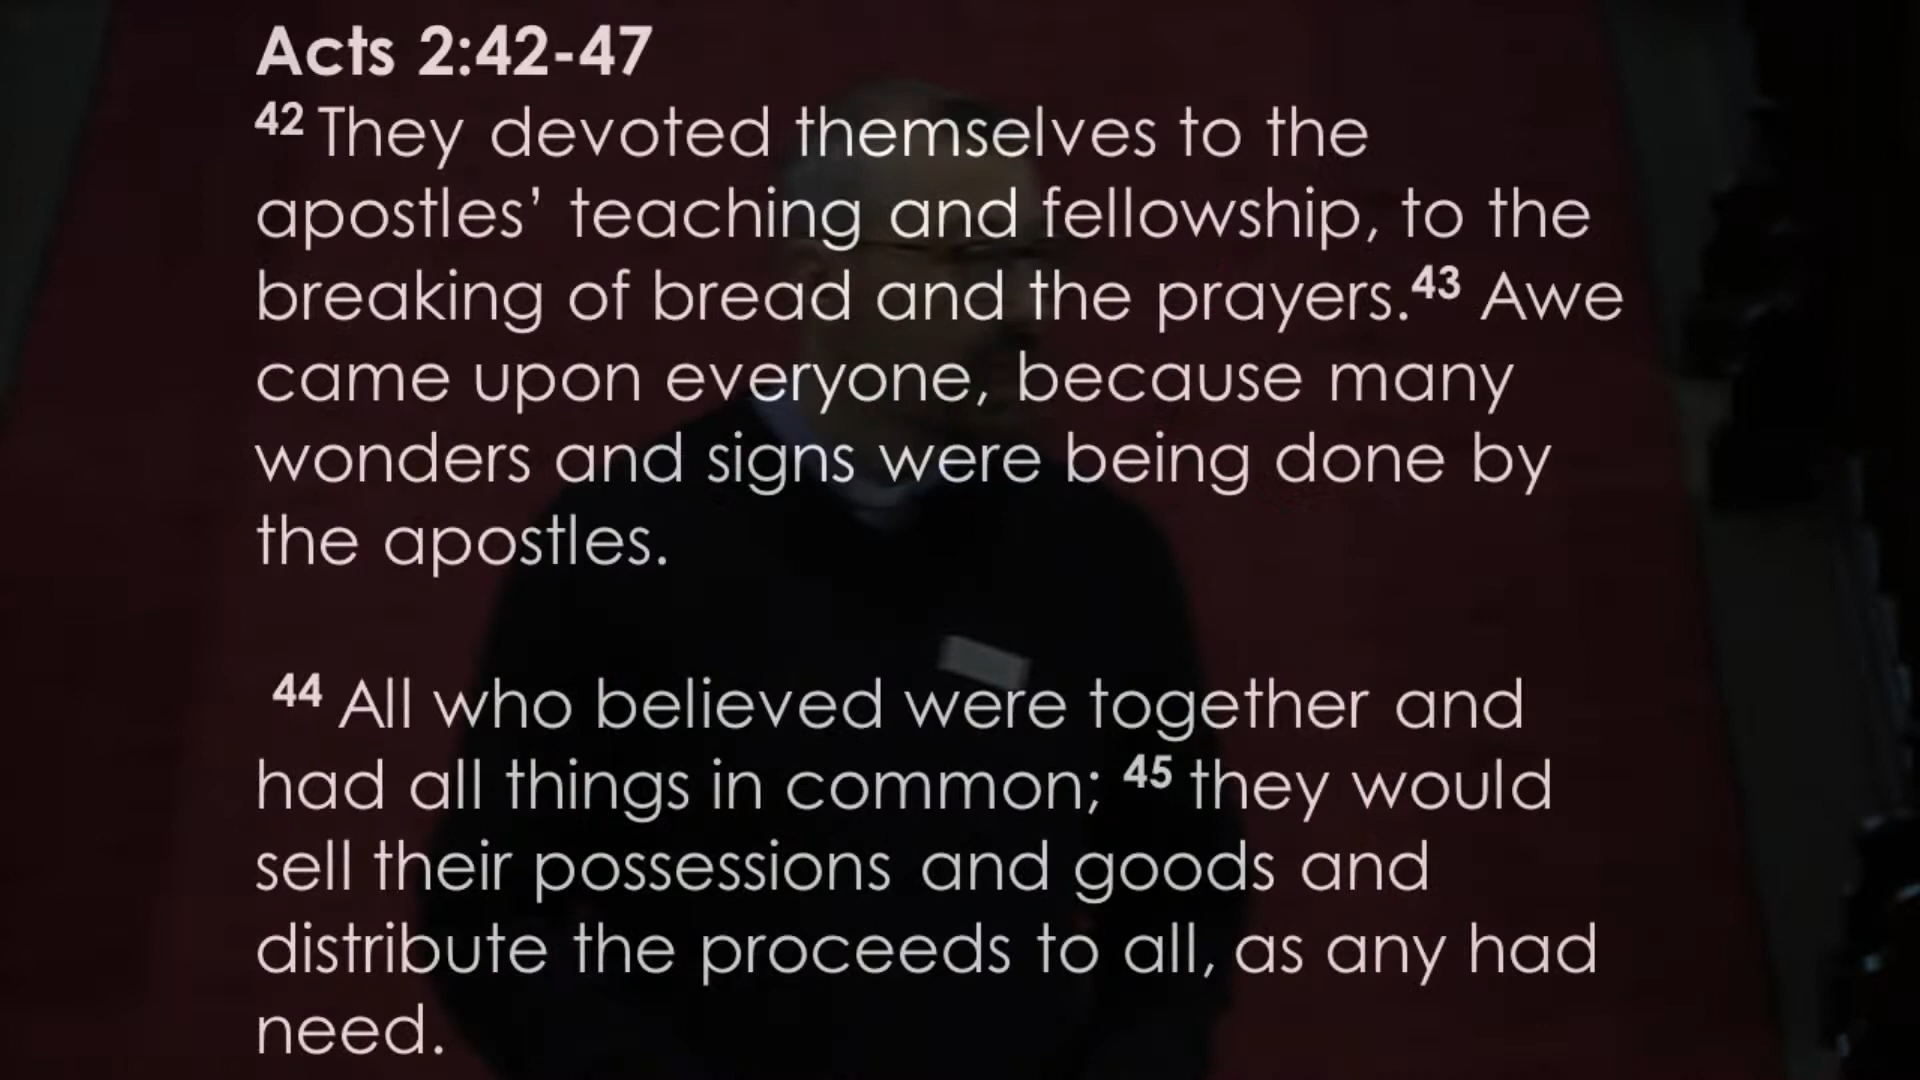 Acts 2:42-47
42 They devoted themselves to the
apostles’ teaching and fellowship, to the
breaking of bread and the prayers.43 Awe
came upon everyone, because many
wonders and signs were being done by
the apostles.
44 All who believed were together and
had all things in common; 45 they would
sell their possessions and goods and
distribute the proceeds to all, as any had
need.